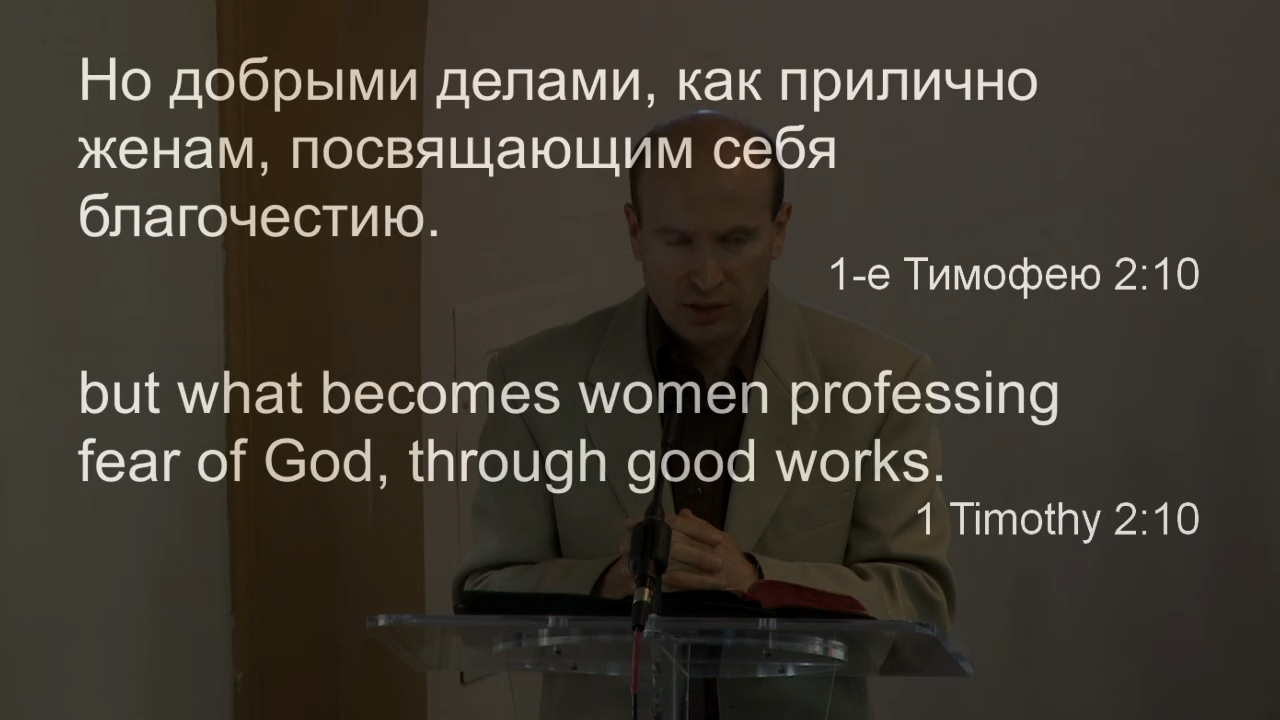 Но добрыми делами, как прилично
женам, посвящающим себя
благочестию.
1-е Тимофею 2:10
but what becomes women professing
fear of God, through good works.
1 Timothy 2:10